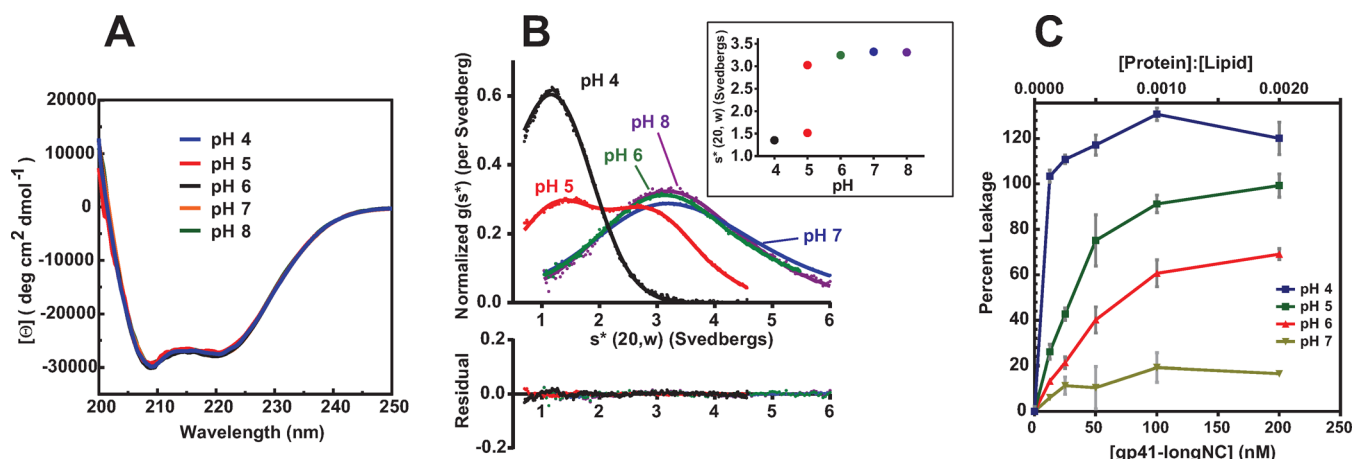 A
[Θ] ( deg cm2 dmol-1)
20000
10000
0
-10000
-20000
-30000
pH 4
pH 5
pH 6
pH 7
pH 8
200 210 220 230 240 250
Wavelength (nm)
B
Normalized g(s*) (per Svedberg)
0.6
0.4
0.2
0.0
pH 4
pH 5
pH 6
pH 8
pH 7
1 2 3 4 5 6
s* (20,w) (Svedbergs)
s* (20, w) (Svedbergs)
3.5
3.0
2.5
2.0
1.5
1.0
4 5 6 7 8
pH
Residual
0.2
0.0
-0.2
1 2 3 4 5 6
C
[Protein]:[Lipid]
0.0000 0.0010 0.0020
Percent Leakage
120
100
80
60
40
20
0
pH 4
pH 5
pH 6
pH 7
0 50 100 150 200 250
[gp41-longNC] (nM)